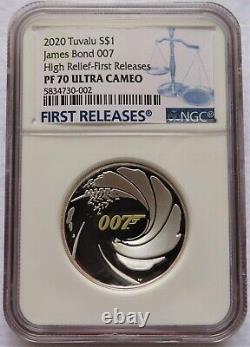 2020 Tuvalu S$1
James Bond 007
High Relief-First Releases
PF 70 ULTRA CAMEO
5834730-002
NGC
FIRST RELEASES®
007